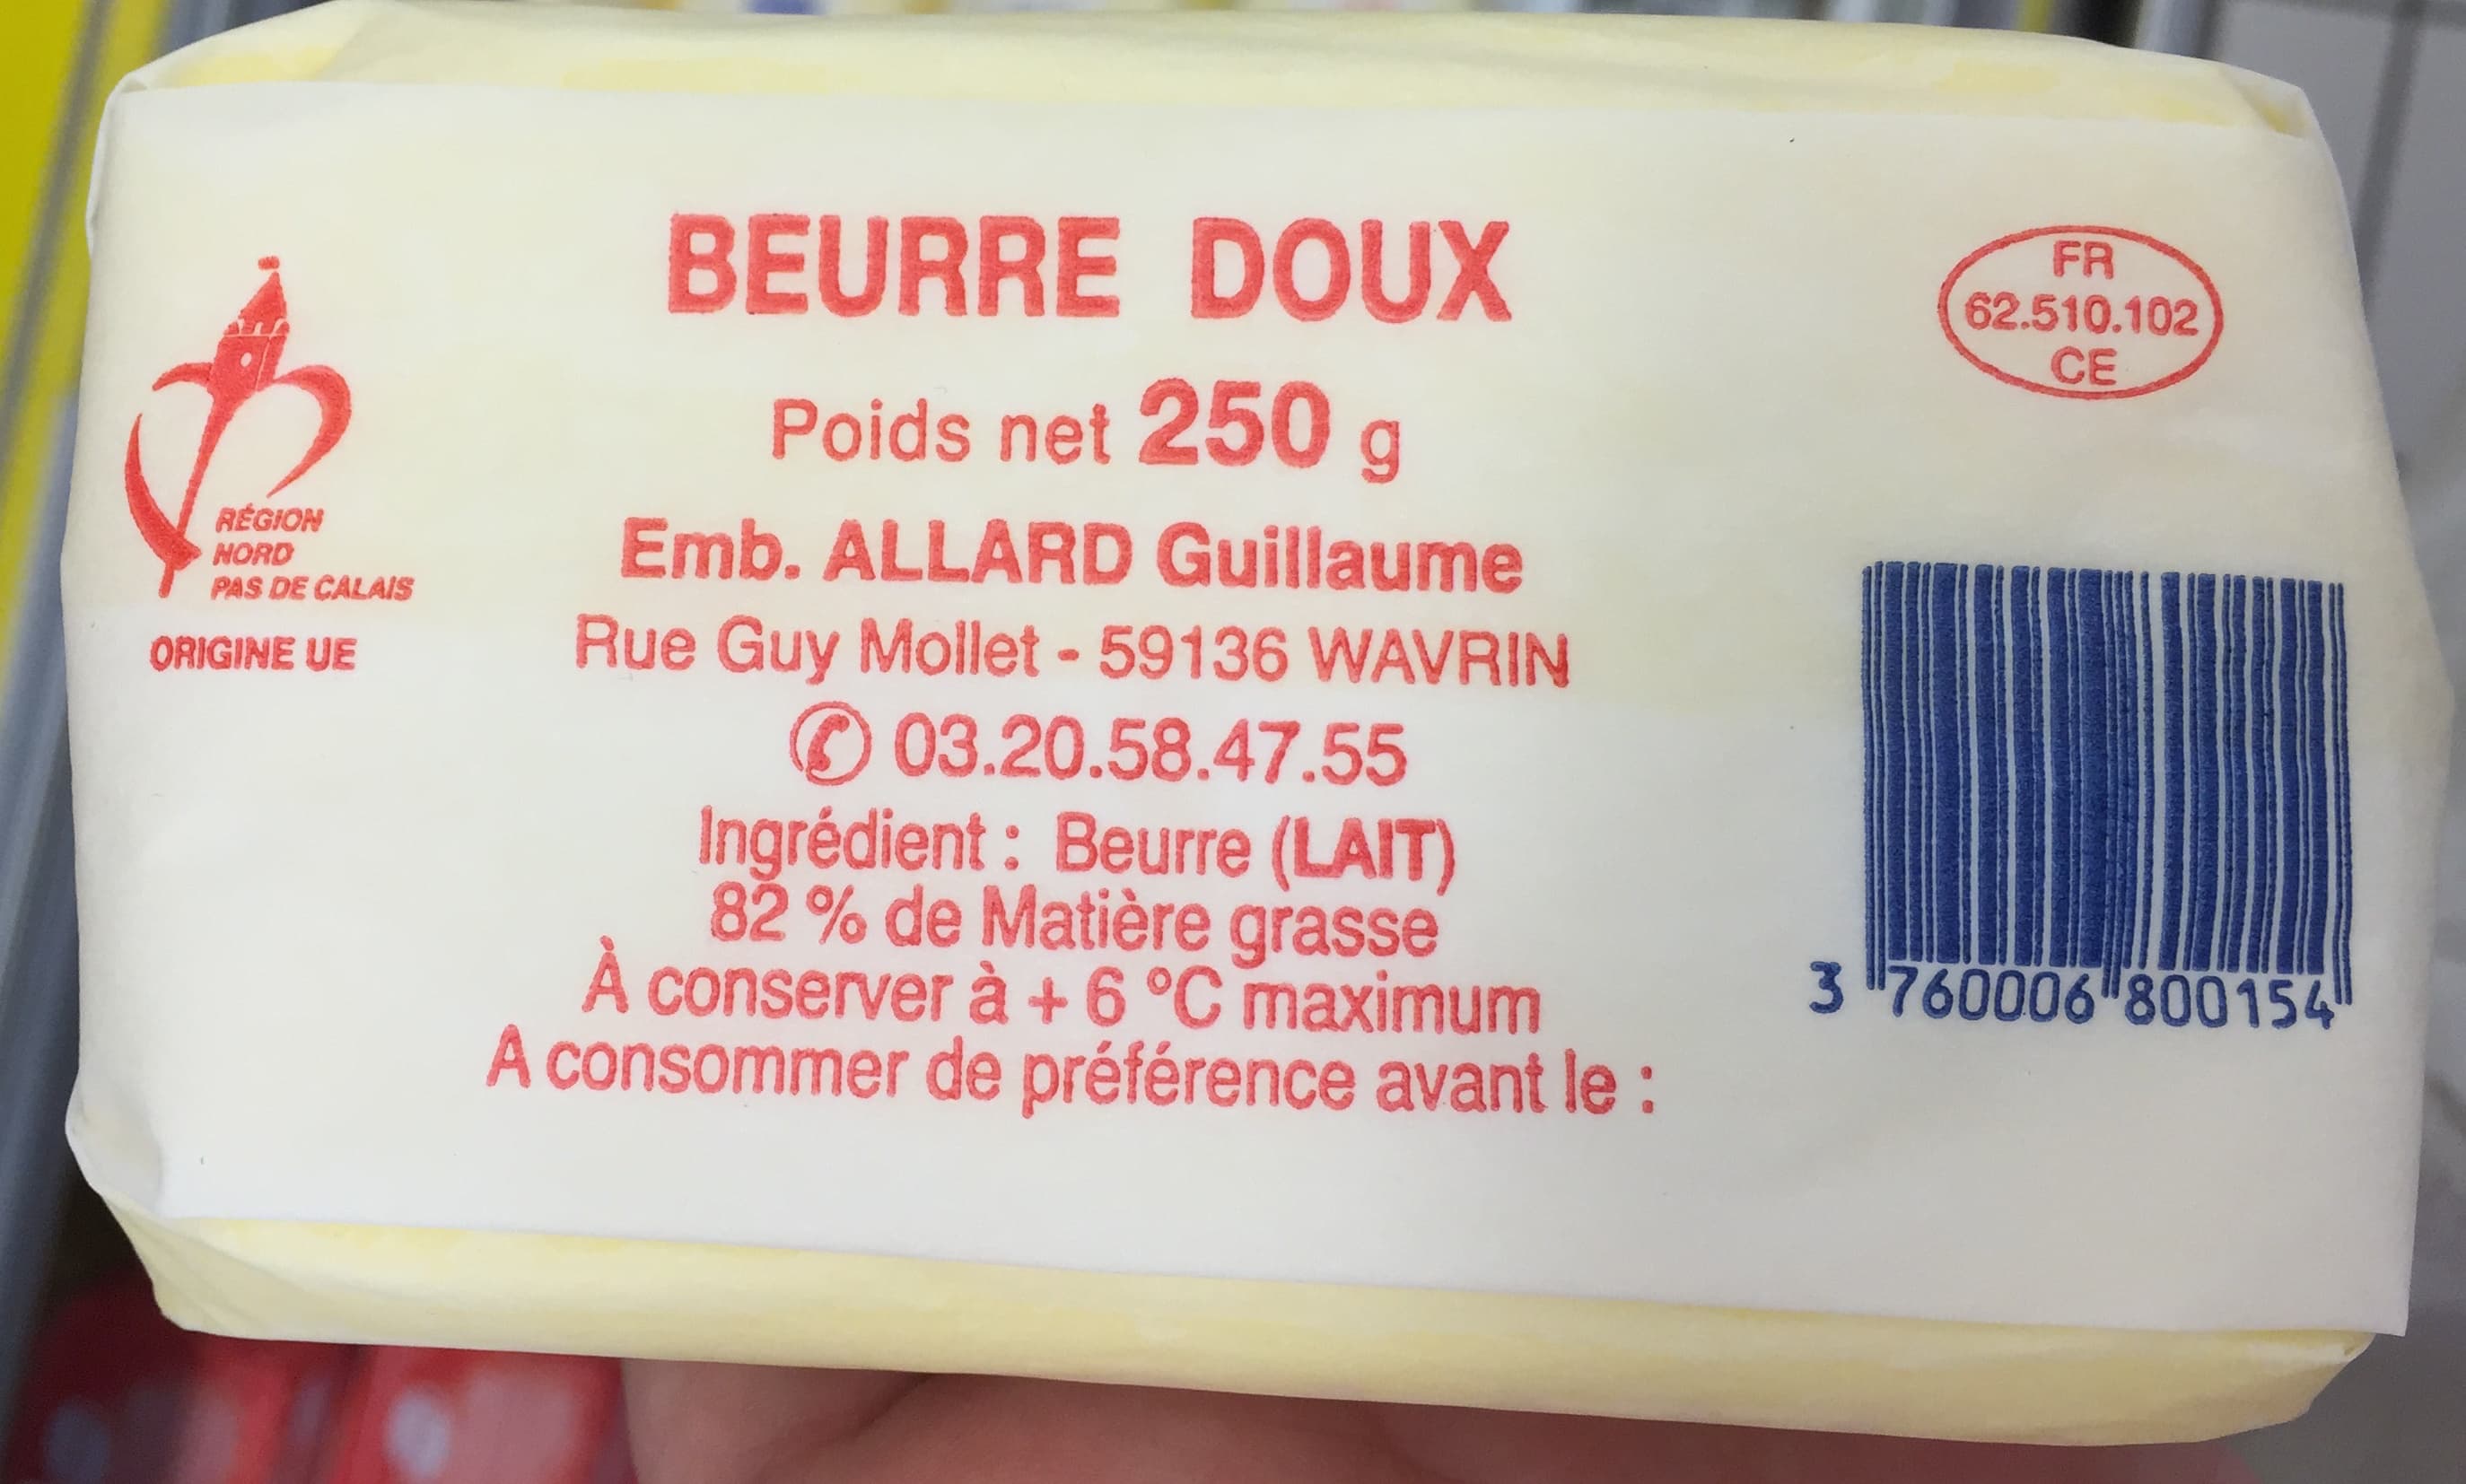 BEURRE DOUX
Poids net 250 g
Emb. ALLARD Guillaume
Rue Guy Mollet - 59136 WAVRIN
✆ 03.20.58.47.55
Ingrédient : Beurre (LAIT)
82 % de Matière grasse
À conserver à + 6 °C maximum
A consommer de préférence avant le :
RÉGION
NORD
PAS DE CALAIS
ORIGINE UE
FR
62.510.102
CE
3 760006 800154